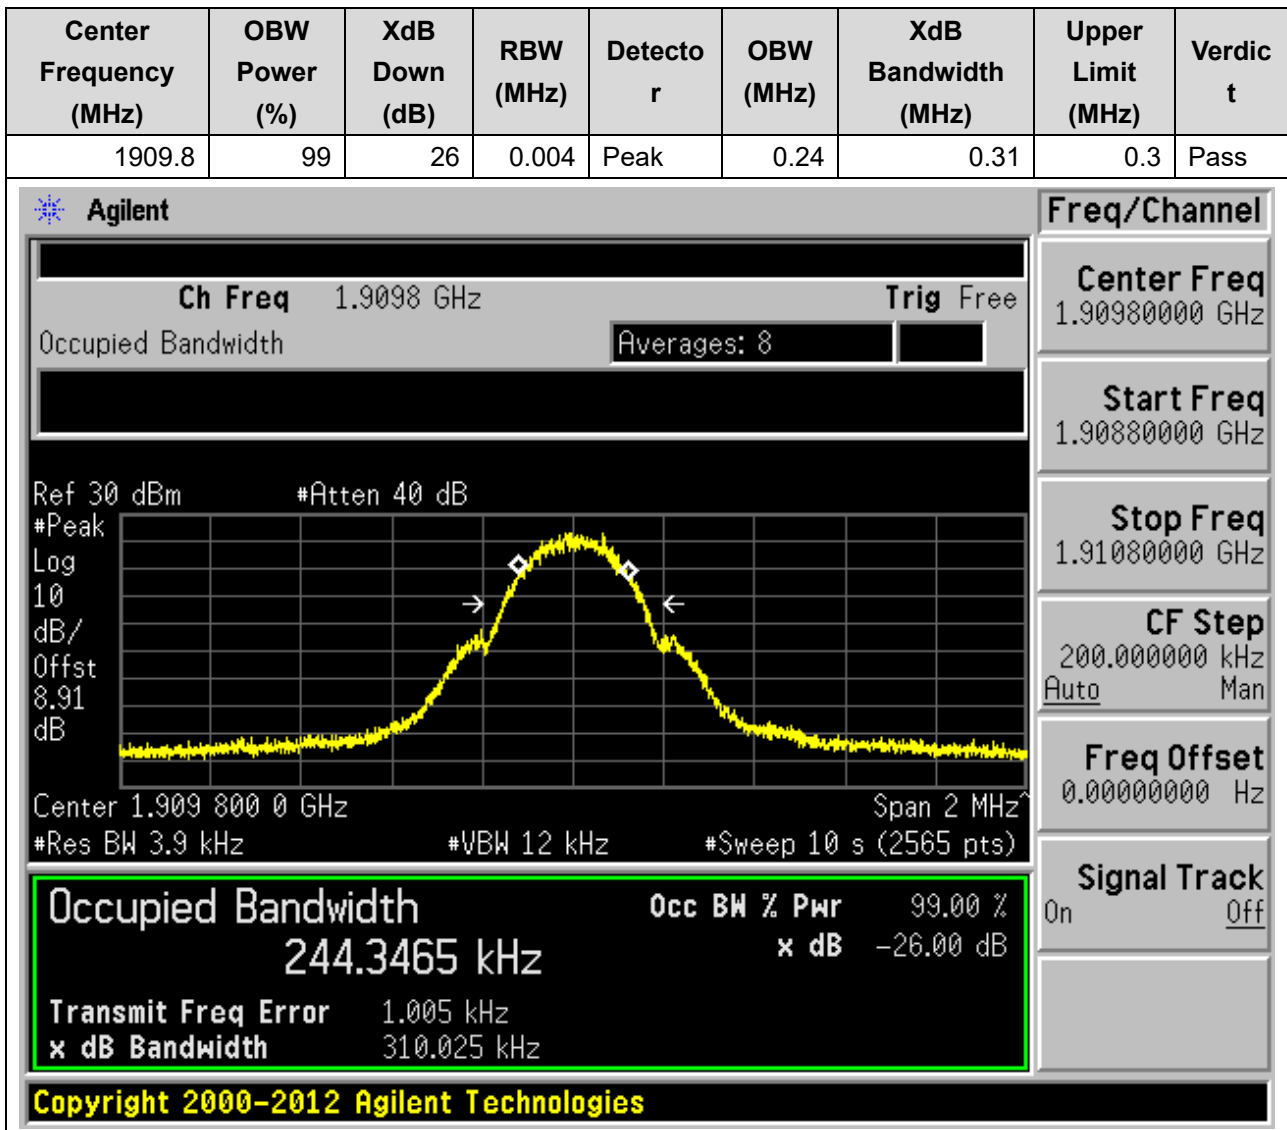 Center Frequency (MHz) OBW Power (%) XdB Down (dB) RBW (MHz) Detecto r OBW (MHz) XdB Bandwidth (MHz) Upper Limit (MHz) Verdic t
1909.8 99 26 0.004 Peak 0.24 0.31 0.3 Pass
Agilent
Freq/Channel
Ch Freq 1.9098 GHz Trig Free
Occupied Bandwidth Averages: 8
Ref 30 dBm #Atten 40 dB
#Peak
Log
10
dB/
Offst
8.91
dB
Center 1.909 800 0 GHz Span 2 MHz^
#Res BW 3.9 kHz #VBW 12 kHz #Sweep 10 s (2565 pts)
Occupied Bandwidth Occ BW % Pwr 99.00 %
244.3465 kHz x dB -26.00 dB
Transmit Freq Error 1.005 kHz
x dB Bandwidth 310.025 kHz
Center Freq
1.90980000 GHz
Start Freq
1.90880000 GHz
Stop Freq
1.91080000 GHz
CF Step
200.000000 kHz
Auto Man
Freq Offset
0.00000000 Hz
Signal Track
On Off
Copyright 2000-2012 Agilent Technologies